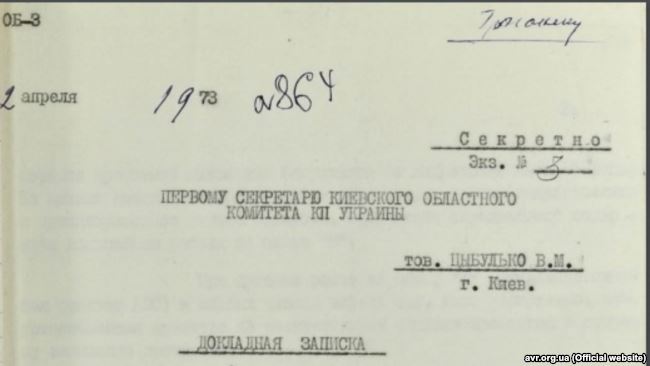 ОБ-3
2 апреля 1973 №864
Секретно
Экз. № 3
ПЕРВОМУ СЕКРЕТАРЮ КИЕВСКОГО ОБЛАСТНОГО
КОМИТЕТА КП УКРАИНЫ
тов. ЦЫБУЛЬКО В.М.
г. Киев.
ДОКЛАДНАЯ ЗАПИСКА
avr.org.ua (Official website)